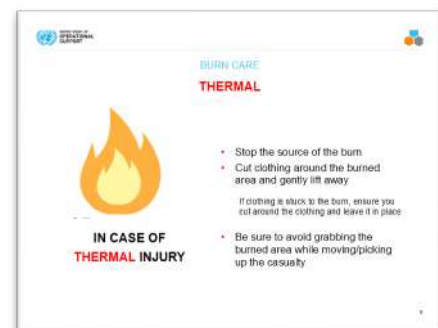 OPERATIONAL
SUPPORT
BURN CARE
THERMAL
• Stop the source of the burn
• Cut clothing around the burned
area and gently lift away
If clothing is stuck to the burn, ensure you
cut around the clothing and leave it in place
IN CASE OF
THERMAL INJURY
• Be sure to avoid grabbing the
burned area while moving/picking
up the casualty